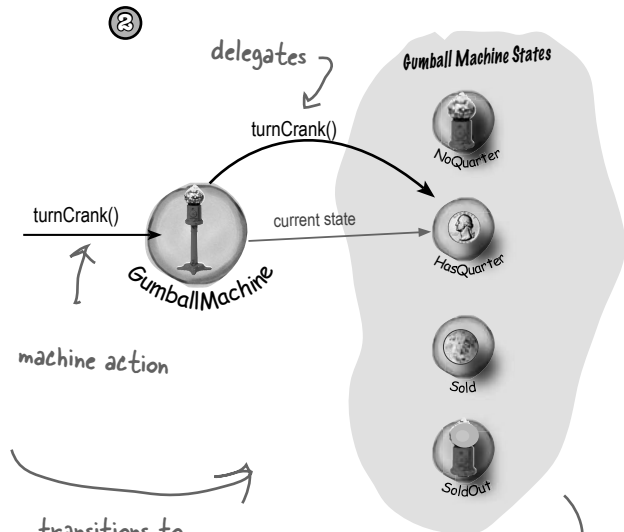 2
delegates
Gumball Machine States
turnCrank()
NoQuarter
turnCrank()
current state
HasQuarter
GumballMachine
machine action
Sold
SoldOut
transitions to